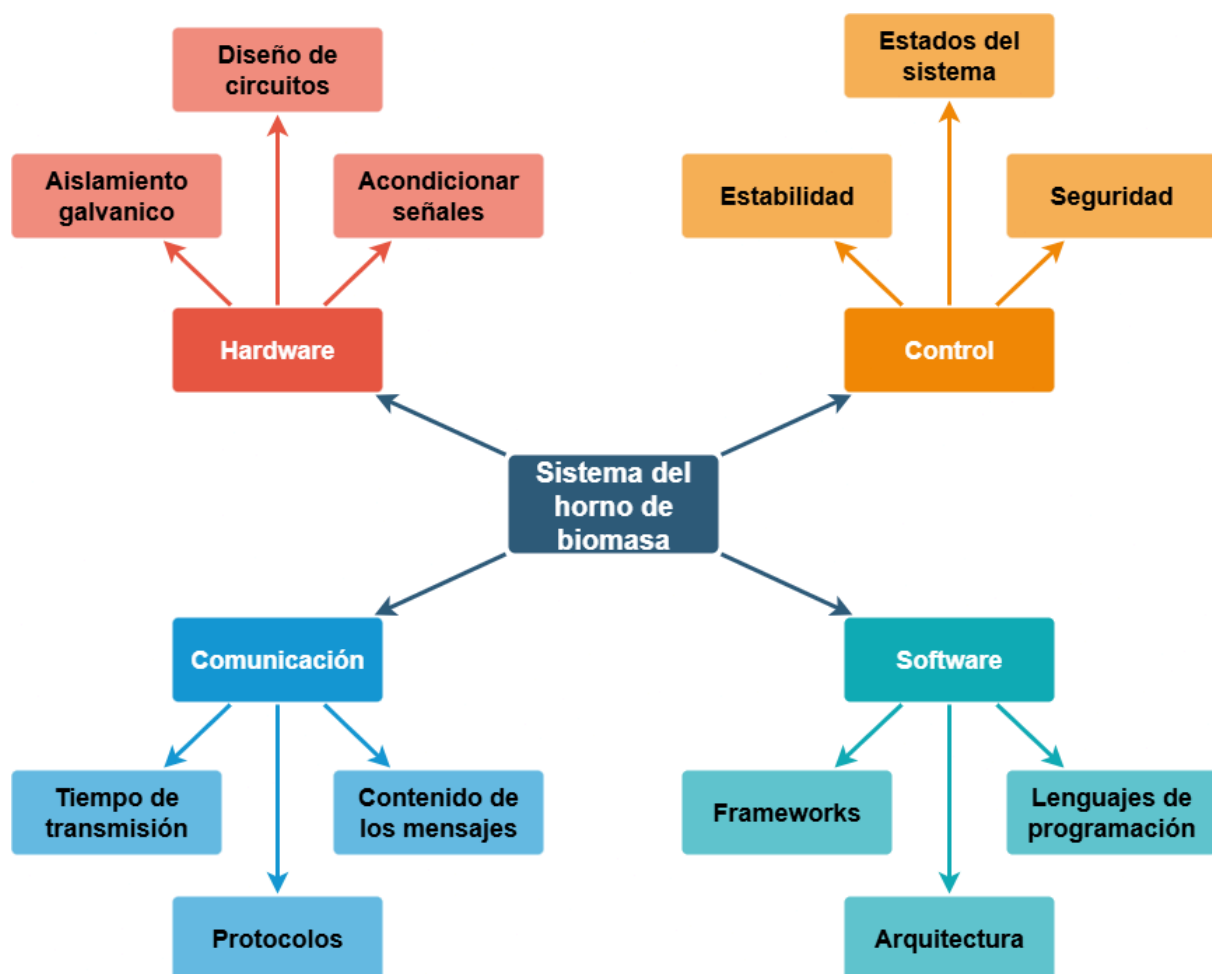 Diseño de
circuitos
Estados del
sistema
Aislamiento
galvanico
Acondicionar
señales
Estabilidad
Seguridad
Hardware
Control
Sistema del
horno de
biomasa
Comunicación
Software
Tiempo de
transmisión
Contenido de
los mensajes
Frameworks
Lenguajes de
programación
Protocolos
Arquitectura